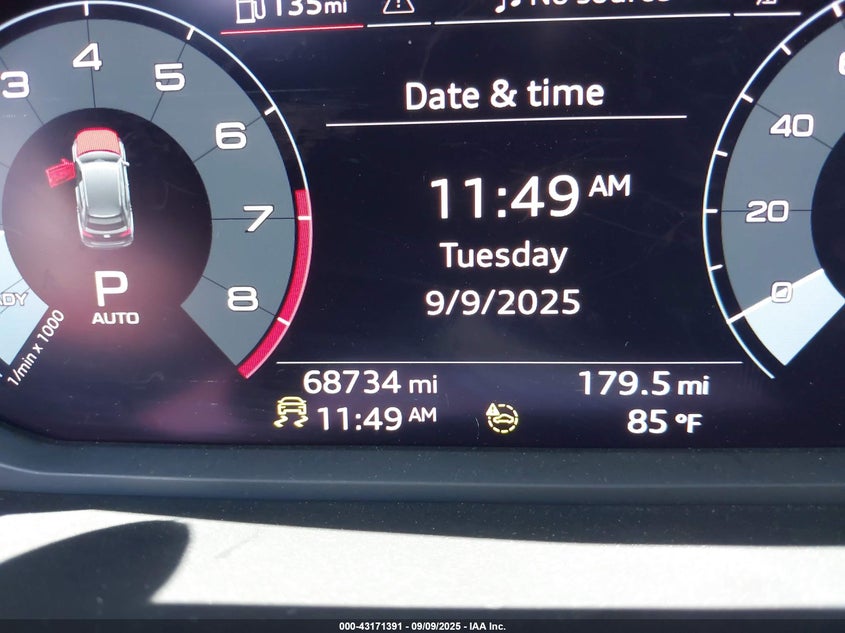 135mi
No source
3
4
5
6
7
8
1/min x 1000
P
AUTO
Date & time
11:49 AM
Tuesday
9/9/2025
40
20
0
68734 mi
179.5 mi
11:49 AM
85 °F
000-43171391 - 09/09/2025 - IAA Inc.